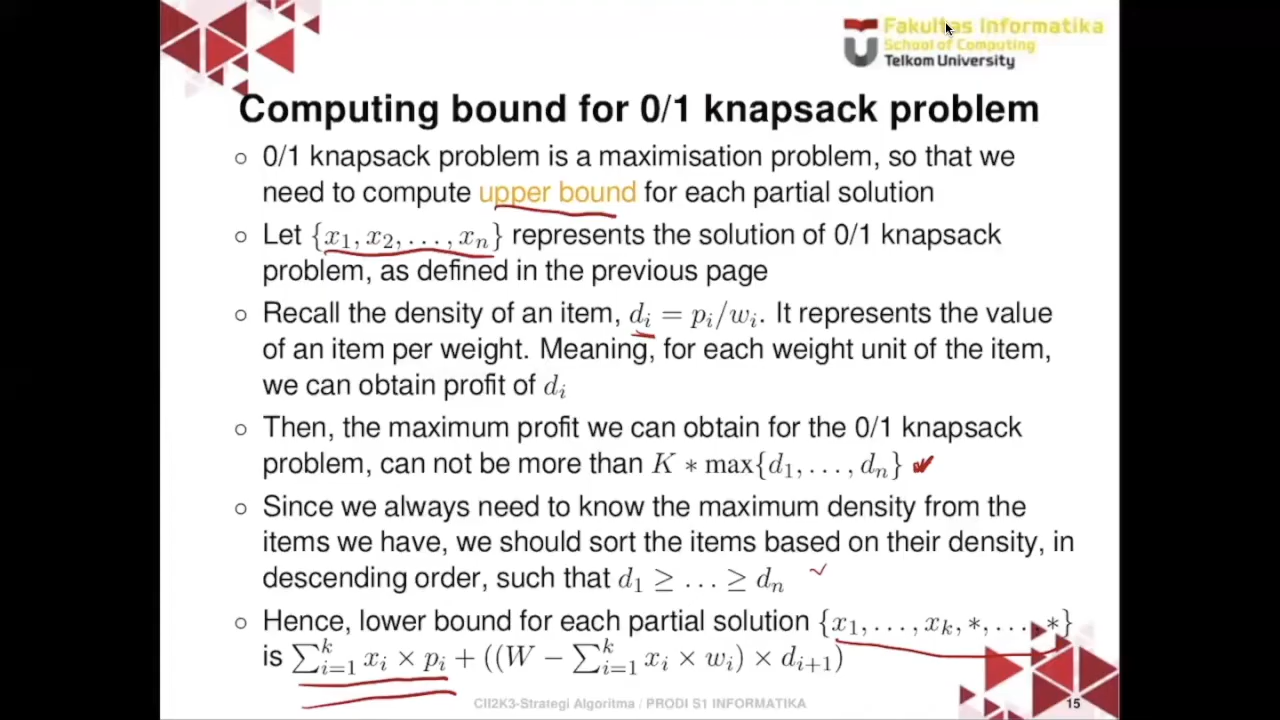 Fakultas Informatika
School of Computing
Telkom University
Computing bound for 0/1 knapsack problem
○ 0/1 knapsack problem is a maximisation problem, so that we
need to compute upper bound for each partial solution
○ Let {x₁, x₂, . . . , xₙ} represents the solution of 0/1 knapsack
problem, as defined in the previous page
○ Recall the density of an item, dᵢ = pᵢ/wᵢ. It represents the value
of an item per weight. Meaning, for each weight unit of the item,
we can obtain profit of dᵢ
○ Then, the maximum profit we can obtain for the 0/1 knapsack
problem, can not be more than K ∗ max{d₁, . . . , dₙ}
○ Since we always need to know the maximum density from the
items we have, we should sort the items based on their density, in
descending order, such that d₁ ≥ . . . ≥ dₙ
○ Hence, lower bound for each partial solution {x₁, . . . , xₖ, ∗, . . . , ∗}
is ∑ᵢ₌₁ᵏ xᵢ × pᵢ + ((W − ∑ᵢ₌₁ᵏ xᵢ × wᵢ) × dᵢ₊₁)
CII2K3-Strategi Algoritma / PRODI S1 INFORMATIKA
15